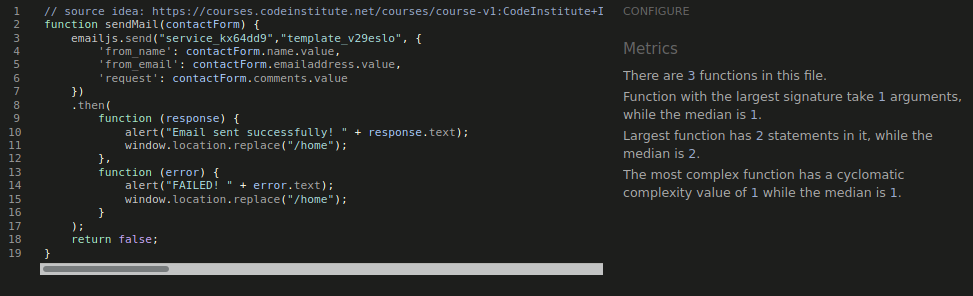 1 // source idea: https://courses.codeinstitute.net/courses/course-v1:CodeInstitute+I
2 function sendMail(contactForm) {
3     emailjs.send("service_kx64dd9","template_v29eslo", {
4         'from_name': contactForm.name.value,
5         'from_email': contactForm.emailaddress.value,
6         'request': contactForm.comments.value
7     })
8     .then(
9         function (response) {
10             alert("Email sent successfully! " + response.text);
11             window.location.replace("/home");
12         },
13         function (error) {
14             alert("FAILED! " + error.text);
15             window.location.replace("/home");
16         }
17     );
18     return false;
19 }
CONFIGURE
Metrics
There are 3 functions in this file.
Function with the largest signature take 1 arguments,
while the median is 1.
Largest function has 2 statements in it, while the
median is 2.
The most complex function has a cyclomatic
complexity value of 1 while the median is 1.